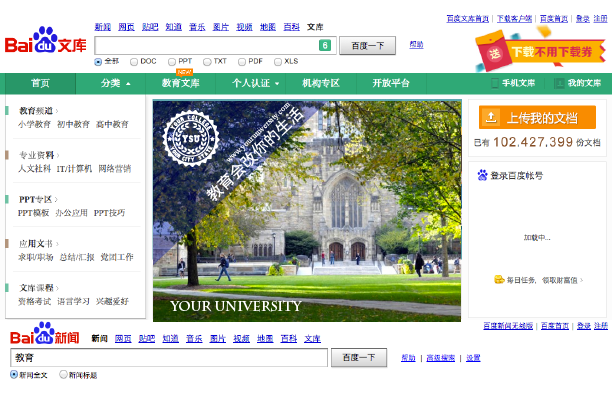 百度文库首页 | 下载客户端 | 百度首页 | 登录 注册
Bai du 文库
新闻 网页 贴吧 知道 音乐 图片 视频 地图 百科 文库
6
百度一下
帮助
全部 DOC PPT TXT PDF XLS
送 下载不用下载券
首页 分类 教育文库 NEW 个人认证 机构专区 开放平台 手机文库 我的文库
教育频道 >
小学教育 初中教育 高中教育
专业资料 >
人文社科 IT/计算机 网络营销
PPT专区 >
PPT模板 办公应用 PPT技巧
应用文书 >
求职/职场 总结/汇报 党团工作
文库课程 >
资格考试 语言学习 兴趣爱好
YOUR COLLEGE
YSU
YOUR CITY STATE
www.youruniversity.com
教育会改你的生活
YOUR UNIVERSITY
上传我的文档
已有 102,427,399 份文档
登录百度帐号
加载中...
每日任务, 领取财富值 >
百度新闻无线版 | 百度首页 | 登录 注册
Bai du 新闻
新闻 网页 贴吧 知道 音乐 图片 视频 地图 百科 文库
教育
百度一下
帮助 | 高级搜索 | 设置
新闻全文 新闻标题